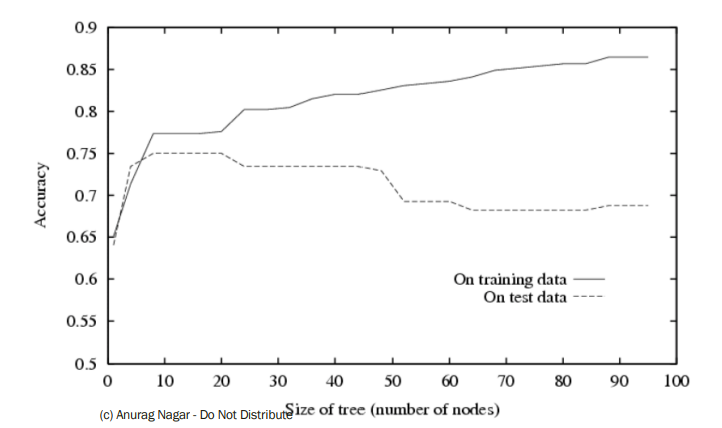 0.9
0.85
0.8
0.75
0.7
0.65
0.6
0.55
0.5
Accuracy
On training data
On test data
0 10 20 30 40 50 60 70 80 90 100
Size of tree (number of nodes)
(c) Anurag Nagar - Do Not Distribute